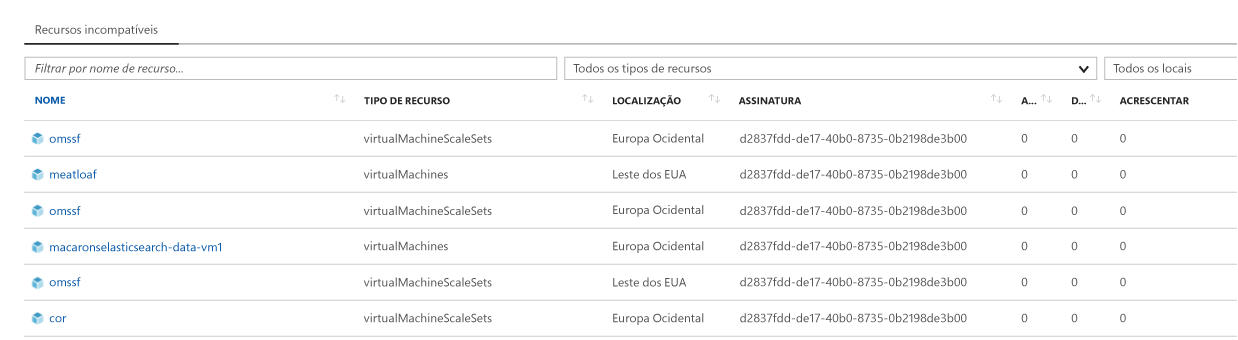 Recursos incompatíveis
Filtrar por nome de recurso... Todos os tipos de recursos Todos os locais
NOME TIPO DE RECURSO LOCALIZAÇÃO ASSINATURA A... D... ACRESCENTAR
omssf virtualMachineScaleSets Europa Ocidental d2837fdd-de17-40b0-8735-0b2198de3b00 0 0 0
meatloaf virtualMachines Leste dos EUA d2837fdd-de17-40b0-8735-0b2198de3b00 0 0 0
omssf virtualMachineScaleSets Europa Ocidental d2837fdd-de17-40b0-8735-0b2198de3b00 0 0 0
macaronselasticsearch-data-vm1 virtualMachines Europa Ocidental d2837fdd-de17-40b0-8735-0b2198de3b00 0 0 0
omssf virtualMachineScaleSets Leste dos EUA d2837fdd-de17-40b0-8735-0b2198de3b00 0 0 0
cor virtualMachineScaleSets Europa Ocidental d2837fdd-de17-40b0-8735-0b2198de3b00 0 0 0